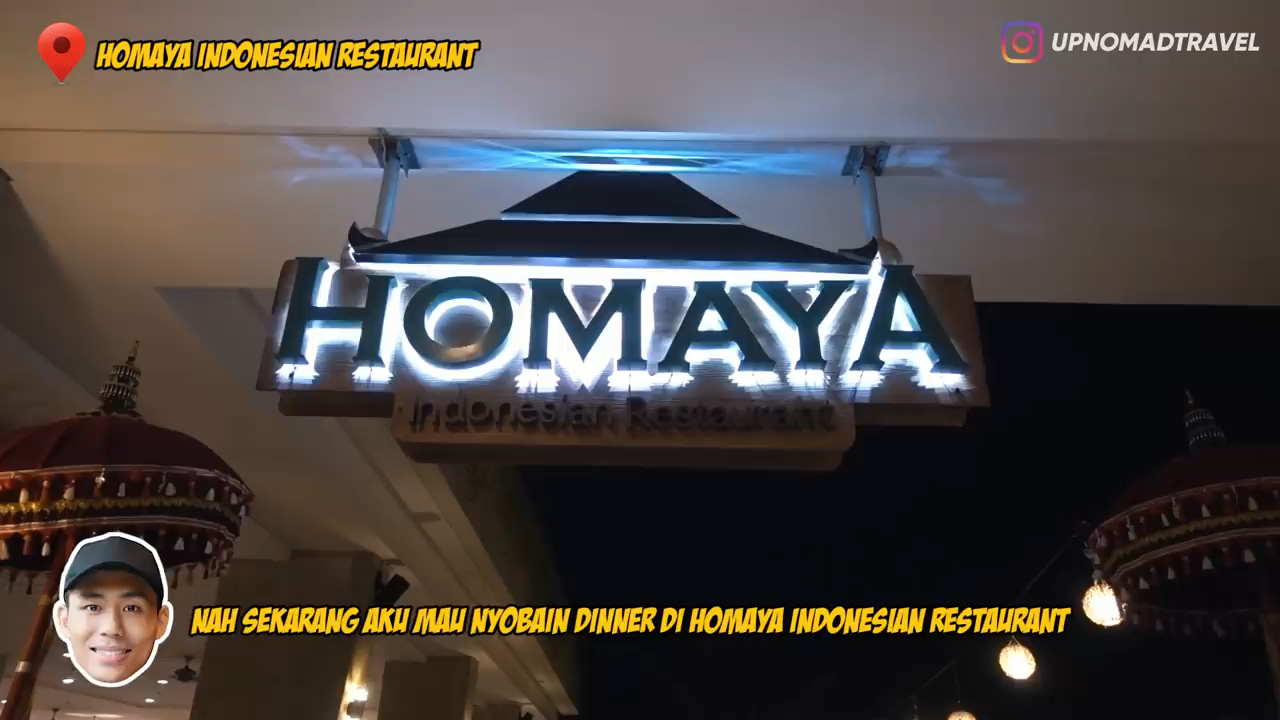 HOMAYA INDONESIAN RESTAURANT
UPNOMADTRAVEL
HOMAYA
Indonesian Restaurant
NAH SEKARANG AKU MAU NYOBAIN DINNER DI HOMAYA INDONESIAN RESTAURANT